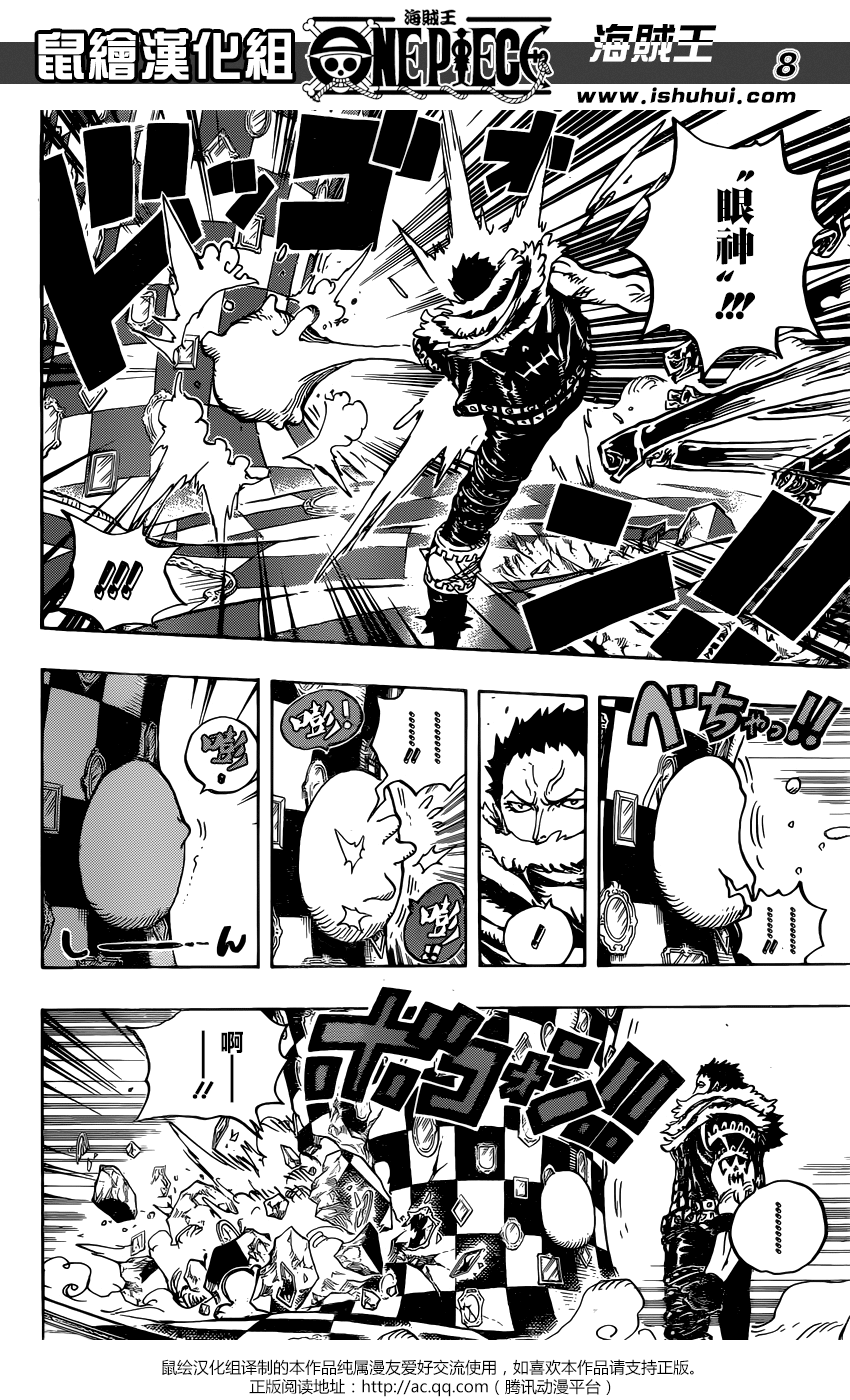 鼠繪漢化組
海賊王
ONE PIECE
海賊王
8
www.ishuhui.com
“眼神”!!!
ドゴォ
ッ
!!!!
べちゃっ!!
…………!!
!
…………!!
嘭!
嘭!!
嘭!
し——ん
ボゴォン!!
啊——!!
…………
鼠绘汉化组译制的本作品纯属漫友爱好交流使用，如喜欢本作品请支持正版。
正版阅读地址：http://ac.qq.com（腾讯动漫平台）